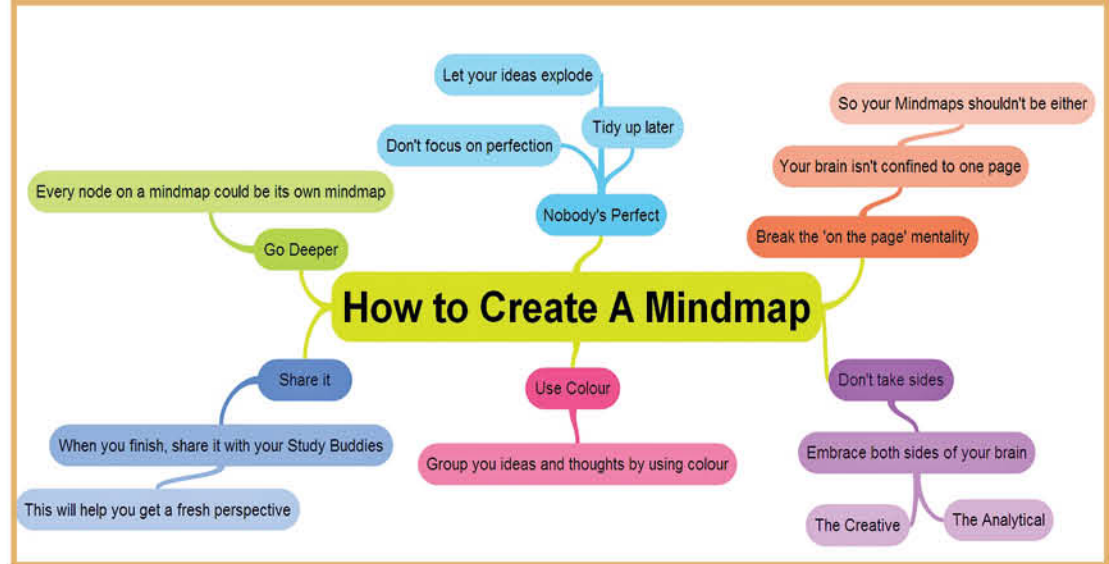 Let your ideas explode
Tidy up later
Don't focus on perfection
Nobody's Perfect
So your Mindmaps shouldn't be either
Your brain isn't confined to one page
Break the 'on the page' mentality
Every node on a mindmap could be its own mindmap
Go Deeper
How to Create A Mindmap
Share it
When you finish, share it with your Study Buddies
This will help you get a fresh perspective
Use Colour
Group you ideas and thoughts by using colour
Don't take sides
Embrace both sides of your brain
The Creative
The Analytical